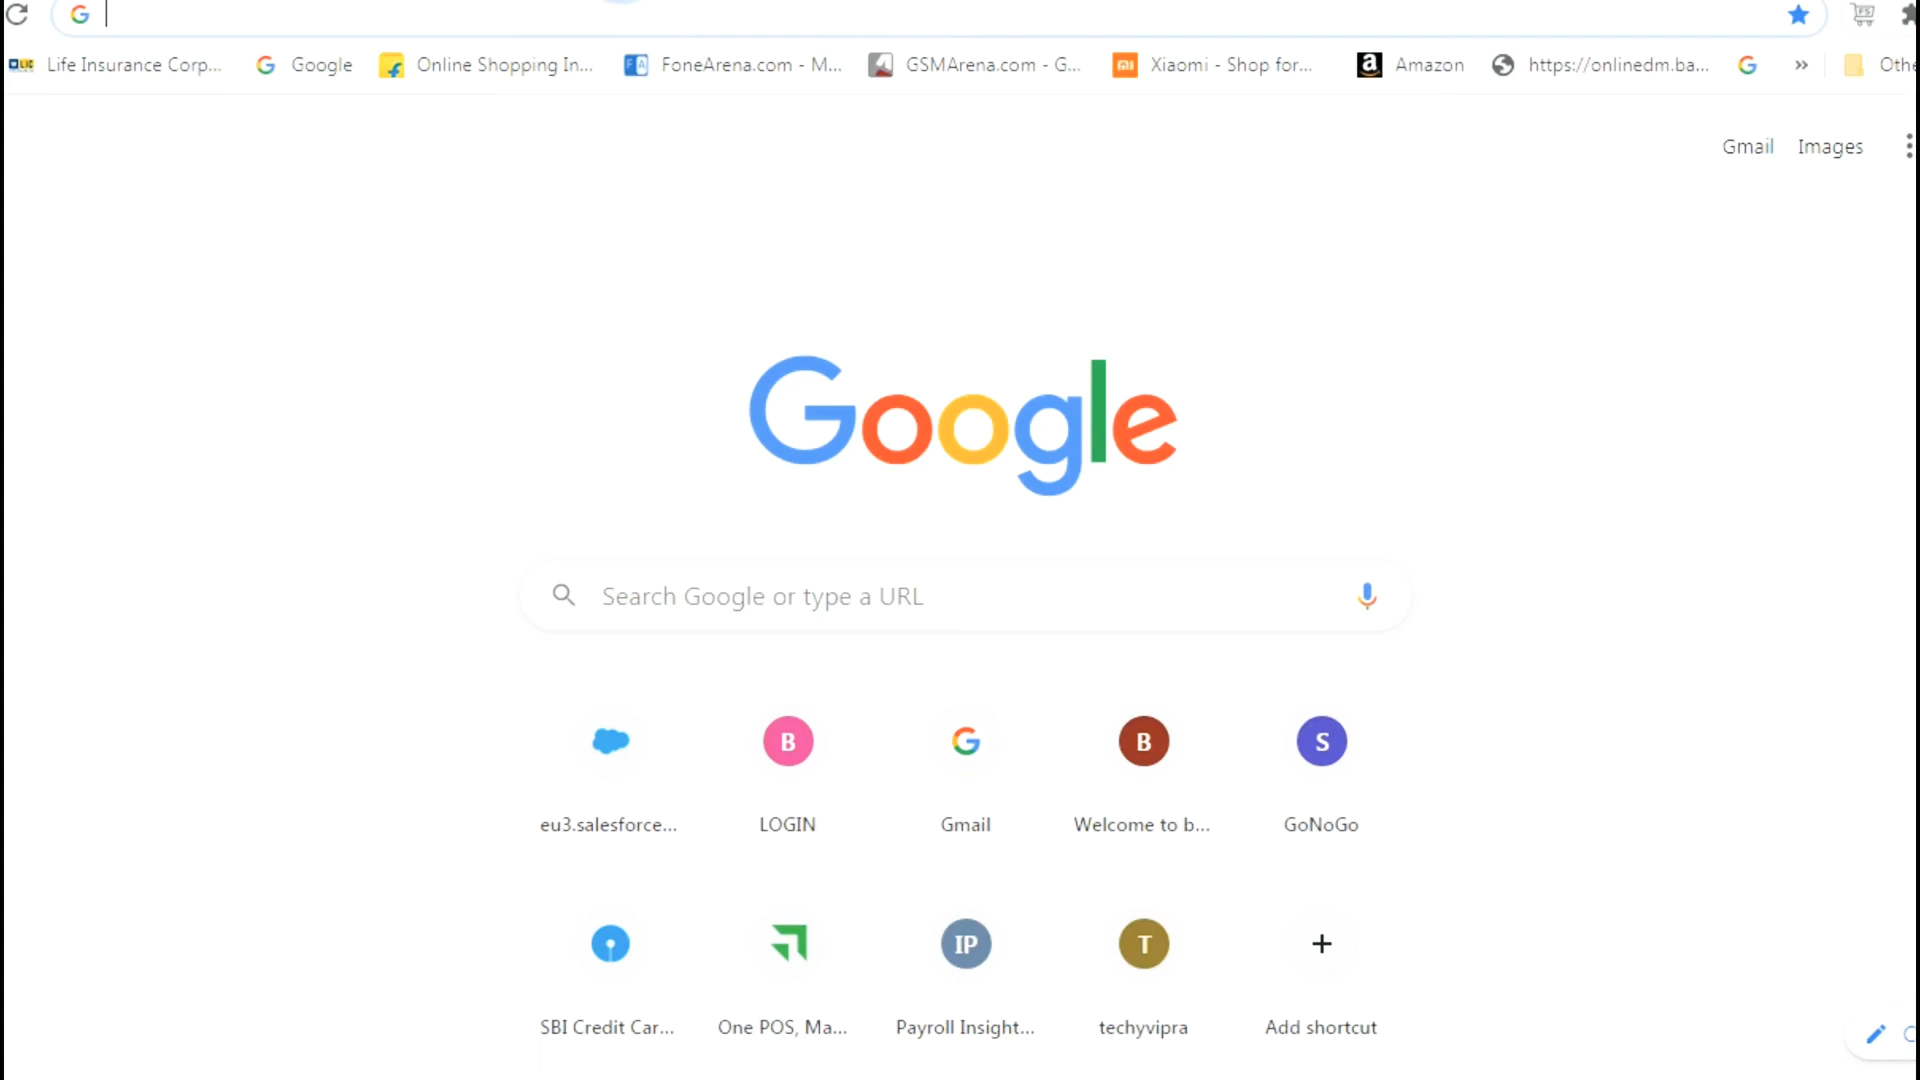 Life Insurance Corp... Google Online Shopping In... FoneArena.com - M... GSMArena.com - G... Xiaomi - Shop for... Amazon https://onlinedm.ba... » Othe
Gmail Images
Google
Search Google or type a URL
B B S
eu3.salesforce... LOGIN Gmail Welcome to b... GoNoGo
IP T
SBI Credit Car... One POS, Ma... Payroll Insight... techyvipra Add shortcut